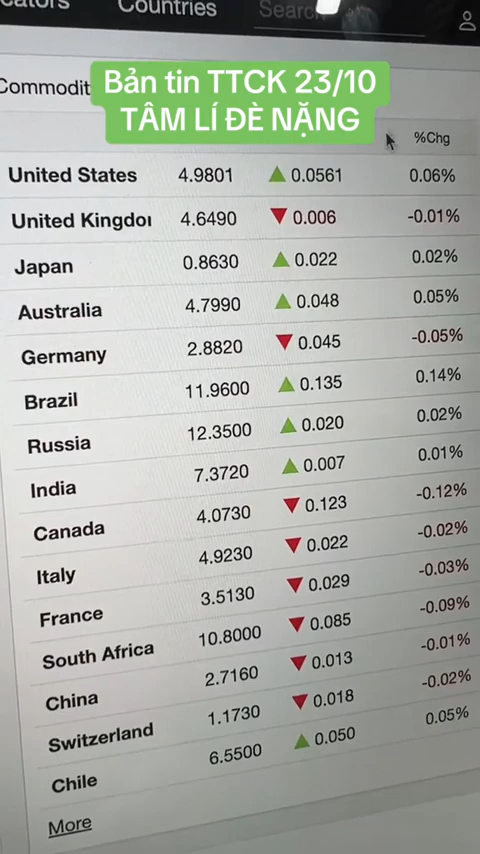 Countries
Search
Commodit
Bản tin TTCK 23/10
TÂM LÍ ĐÈ NẶNG
%Chg
United States 4.9801 0.0561 0.06%
United Kingdo 4.6490 0.006 -0.01%
Japan 0.8630 0.022 0.02%
Australia 4.7990 0.048 0.05%
Germany 2.8820 0.045 -0.05%
Brazil 11.9600 0.135 0.14%
Russia 12.3500 0.020 0.02%
India 7.3720 0.007 0.01%
Canada 4.0730 0.123 -0.12%
Italy 4.9230 0.022 -0.02%
France 3.5130 0.029 -0.03%
South Africa 10.8000 0.085 -0.09%
China 2.7160 0.013 -0.01%
Switzerland 1.1730 0.018 -0.02%
Chile 6.5500 0.050 0.05%
More